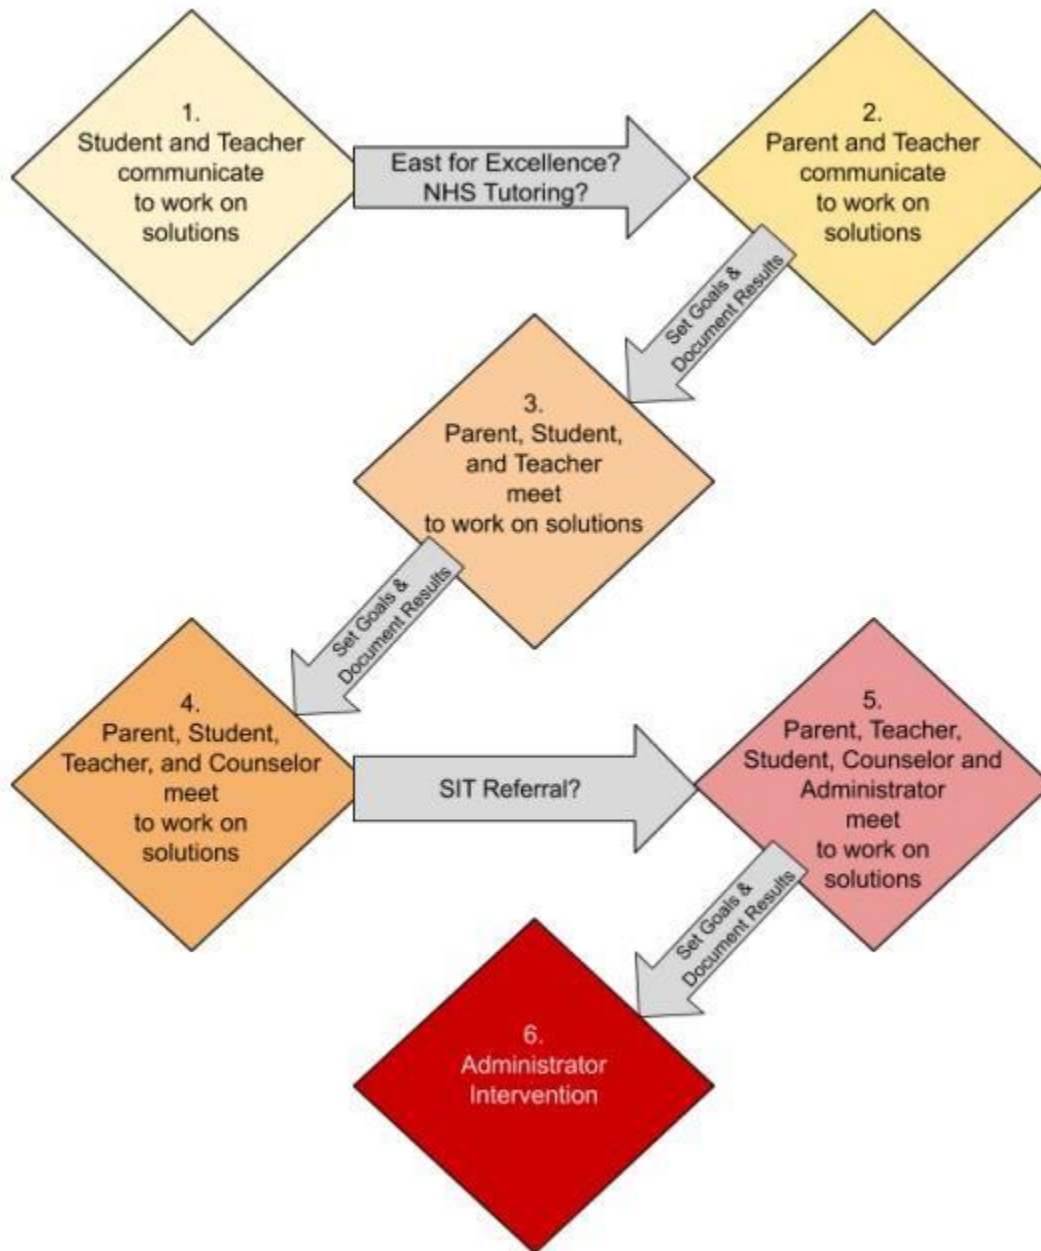 1.
Student and Teacher
communicate
to work on
solutions
East for Excellence?
NHS Tutoring?
2.
Parent and Teacher
communicate
to work on
solutions
Set Goals &
Document Results
3.
Parent, Student,
and Teacher
meet
to work on solutions
Set Goals &
Document Results
4.
Parent, Student,
Teacher, and Counselor
meet
to work on
solutions
SIT Referral?
5.
Parent, Teacher,
Student, Counselor and
Administrator
meet
to work on
solutions
Set Goals &
Document Results
6.
Administrator
Intervention